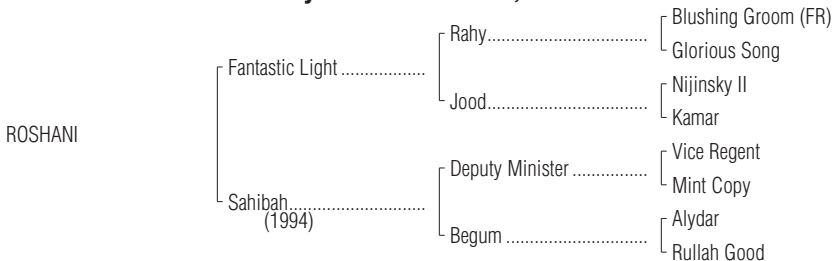 Blushing Groom (FR)
Rahy
Glorious Song
Fantastic Light
Nijinsky II
Jood
Kamar
ROSHANI
Vice Regent
Deputy Minister
Mint Copy
Sahibah
(1994)
Alydar
Begum
Rullah Good